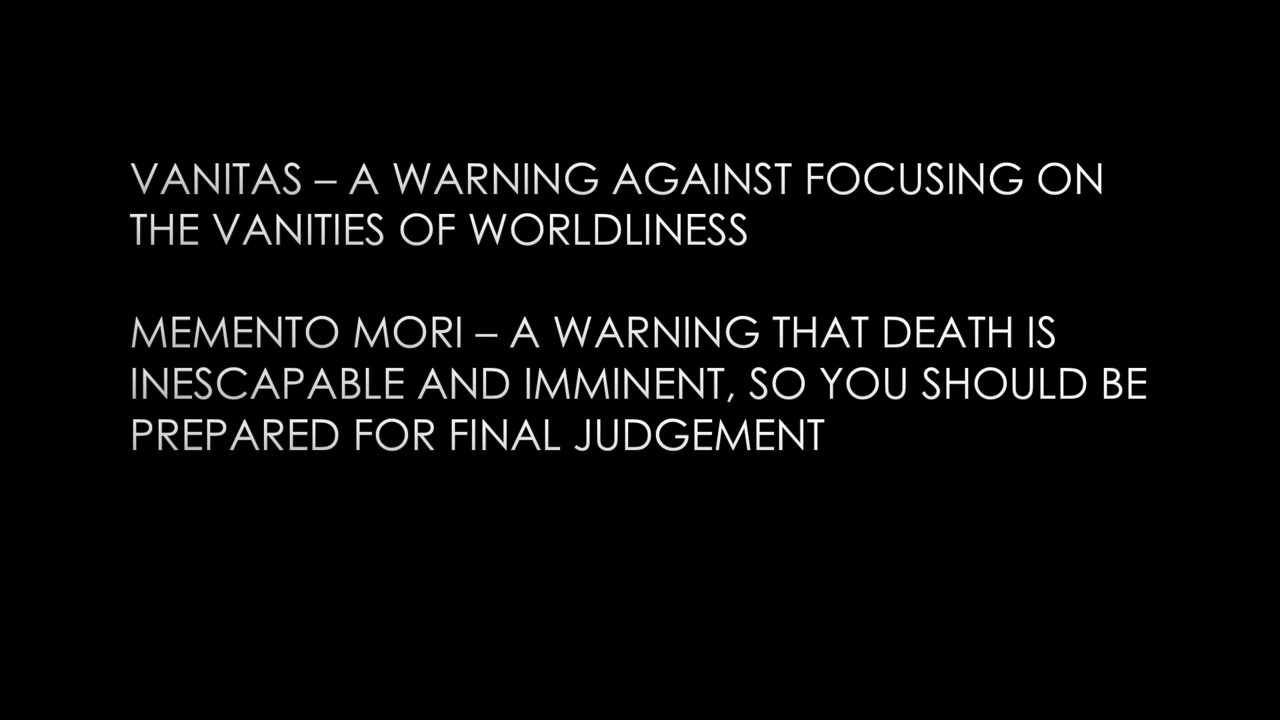 VANITAS – A WARNING AGAINST FOCUSING ON
THE VANITIES OF WORLDLINESS
MEMENTO MORI – A WARNING THAT DEATH IS
INESCAPABLE AND IMMINENT, SO YOU SHOULD BE
PREPARED FOR FINAL JUDGEMENT